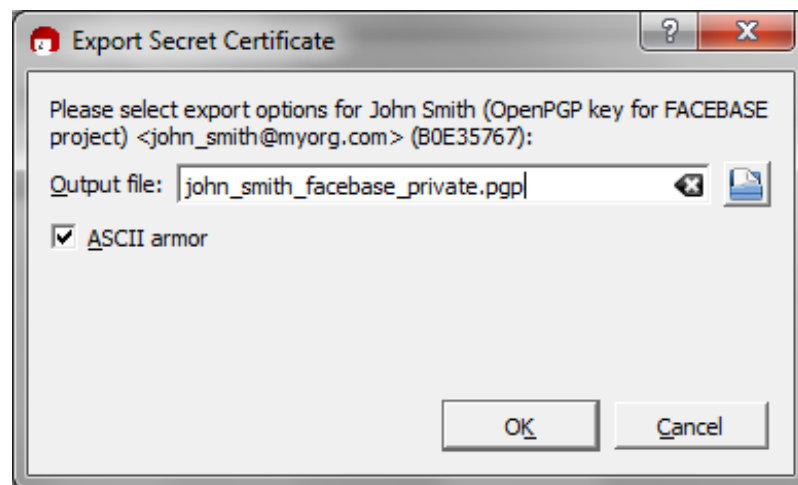 Export Secret Certificate
?
X
Please select export options for John Smith (OpenPGP key for FACEBASE
project) <john_smith@myorg.com> (B0E35767):
Output file: john_smith_facebase_private.pgp
ASCII armor
OK Cancel